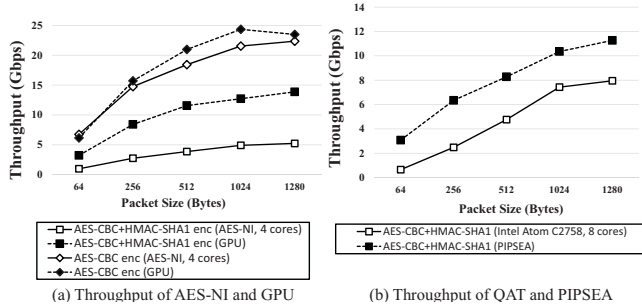 Throughput (Gbps)
30
25
20
15
10
5
0
64 256 512 1024 1280
Packet Size (Bytes)
AES-CBC+HMAC-SHA1 enc (AES-NI, 4 cores)
AES-CBC+HMAC-SHA1 enc (GPU)
AES-CBC enc (AES-NI, 4 cores)
AES-CBC enc (GPU)
(a) Throughput of AES-NI and GPU
Throughput (Gbps)
14
12
10
8
6
4
2
0
64 256 512 1024 1280
Packet Size (Bytes)
AES-CBC+HMAC-SHA1 (Intel Atom C2758, 8 cores)
AES-CBC+HMAC-SHA1 (PIPSEA)
(b) Throughput of QAT and PIPSEA